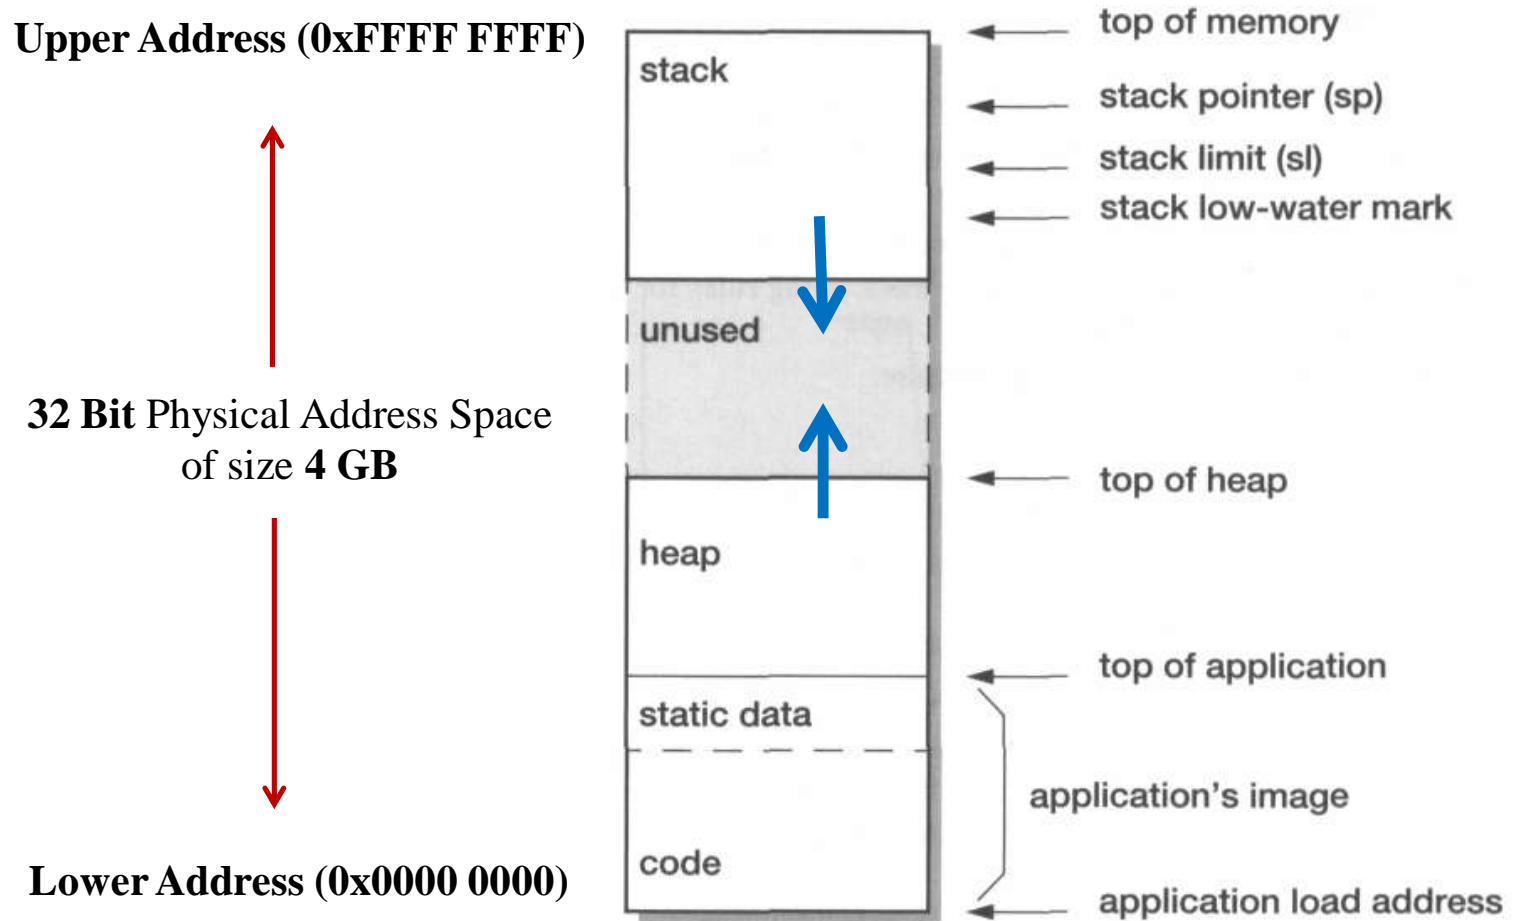 Upper Address (0xFFFF FFFF)
32 Bit Physical Address Space
of size 4 GB
Lower Address (0x0000 0000)
stack
unused
heap
static data
code
top of memory
stack pointer (sp)
stack limit (sl)
stack low-water mark
top of heap
top of application
application's image
application load address